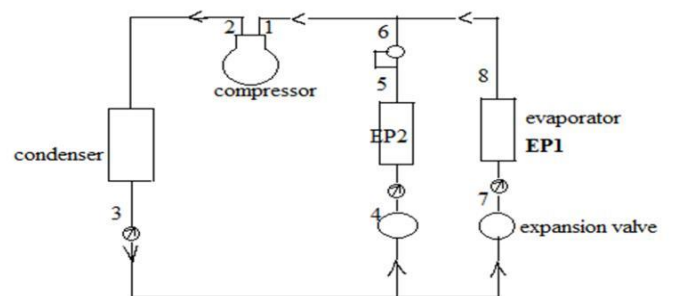 2 1
6
compressor
5
8
condenser
EP2
evaporator
EP1
3
4
7
expansion valve